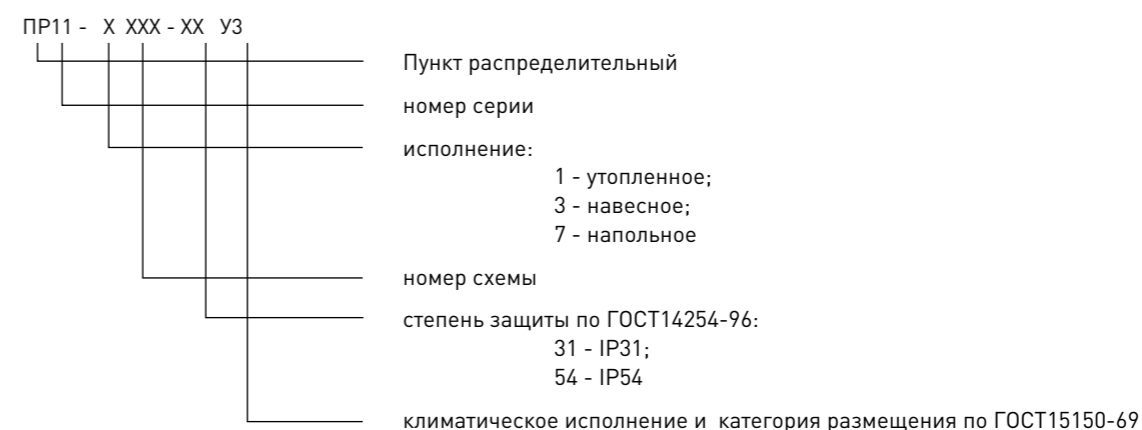 ПР11 - Х ХХХ - ХХ У3
Пункт распределительный
номер серии
исполнение:
1 - утопленное;
3 - навесное;
7 - напольное
номер схемы
степень защиты по ГОСТ14254-96:
31 - IP31;
54 - IP54
климатическое исполнение и категория размещения по ГОСТ15150-69